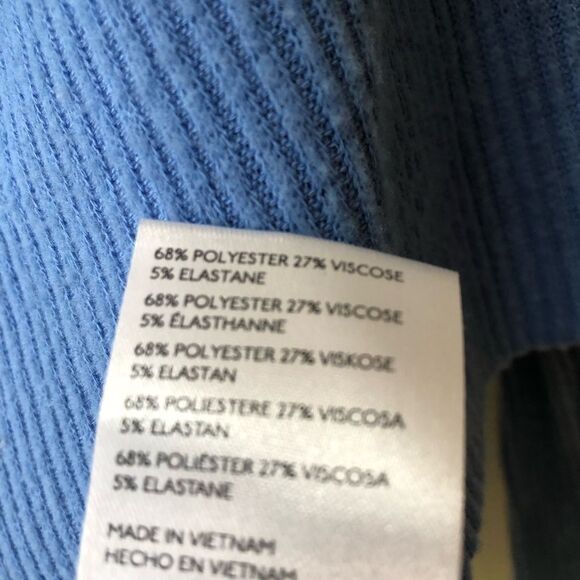 68% POLYESTER 27% VISCOSE
5% ELASTANE
68% POLYESTER 27% VISCOSE
5% ÉLASTHANNE
68% POLYESTER 27% VISKOSE
5% ELASTAN
68% POLIESTERE 27% VISCOSA
5% ELASTAN
68% POLIÉSTER 27% VISCOSA
5% ELASTANE
MADE IN VIETNAM
HECHO EN VIETNAM